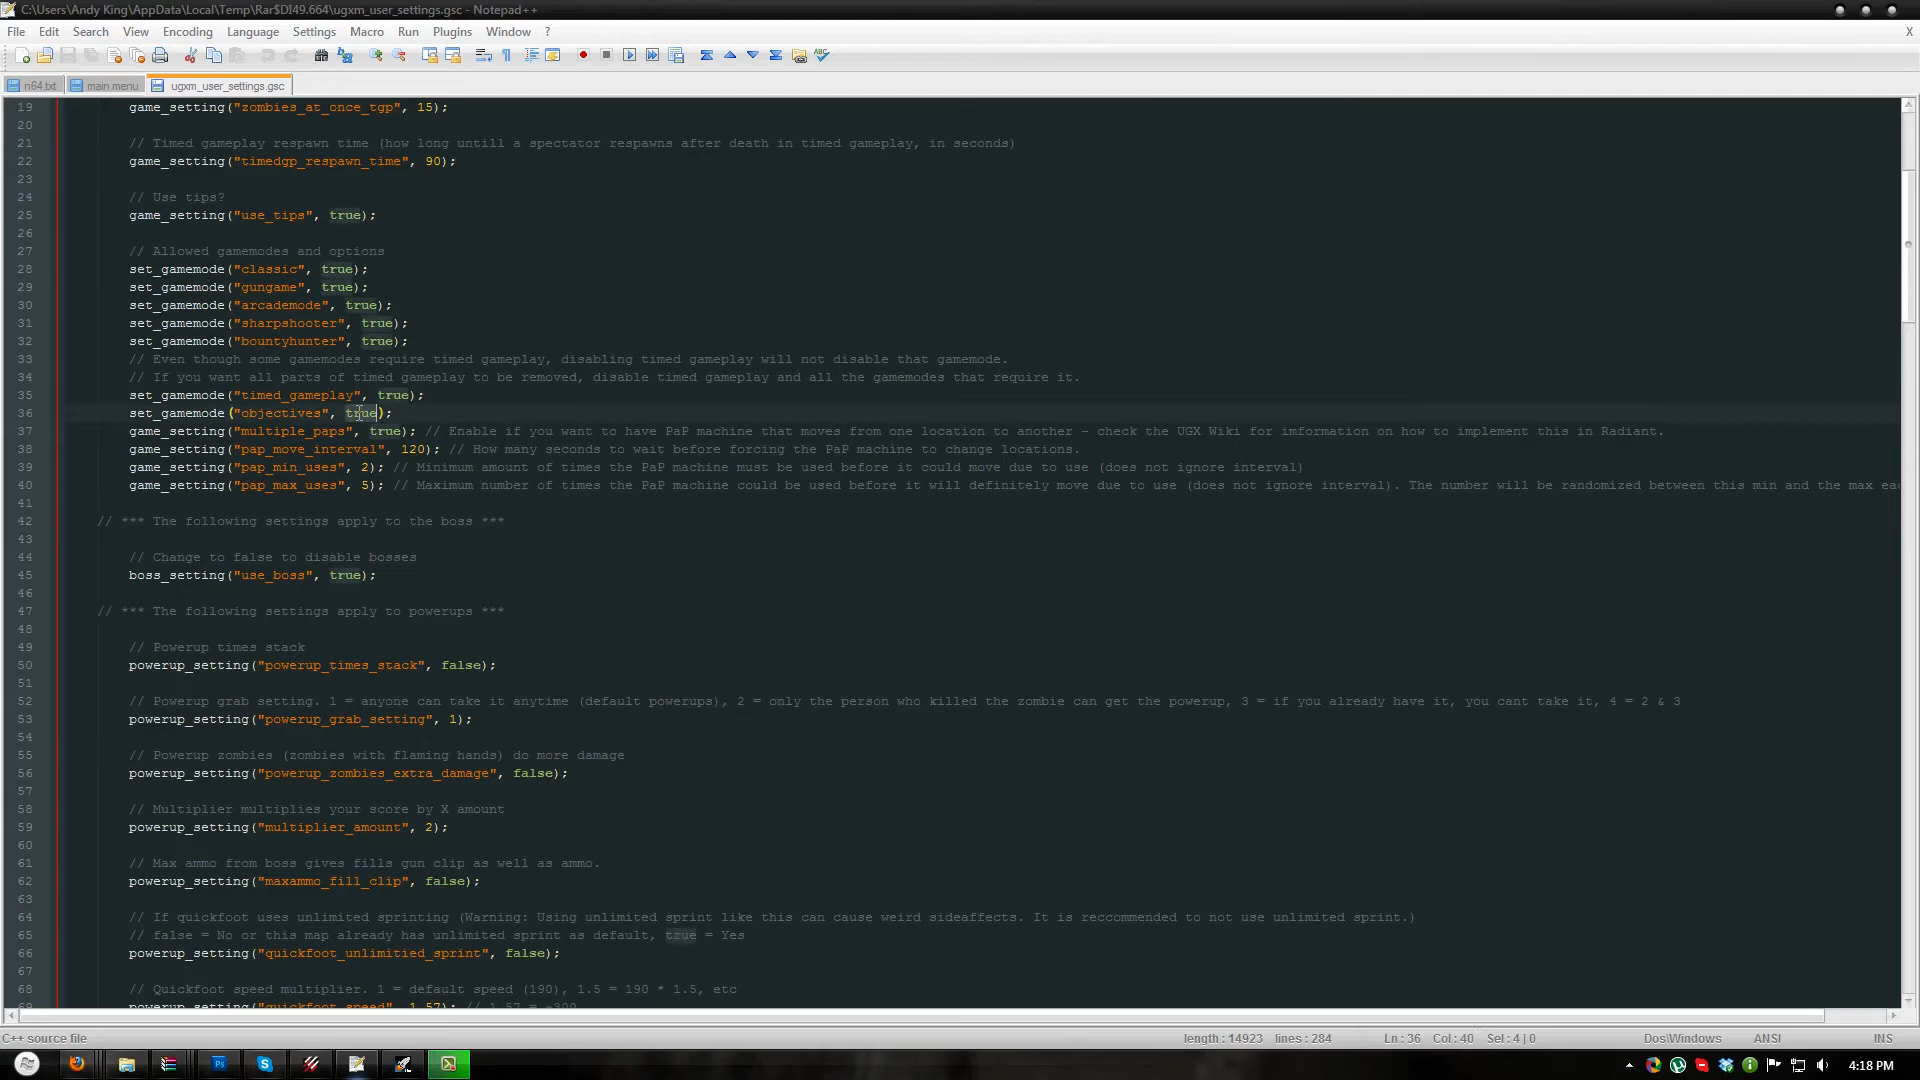 C:\Users\Andy King\AppData\Local\Temp\Rar$DI49.664\ugxm_user_settings.gsc - Notepad++
File Edit Search View Encoding Language Settings Macro Run Plugins Window ? X
n64.txt main.menu ugxm_user_settings.gsc
19 game_setting("zombies_at_once_tgp", 15);
20
21 // Timed gameplay respawn time (how long untill a spectator respawns after death in timed gameplay, in seconds)
22 game_setting("timedgp_respawn_time", 90);
23
24 // Use tips?
25 game_setting("use_tips", true);
26
27 // Allowed gamemodes and options
28 set_gamemode("classic", true);
29 set_gamemode("gungame", true);
30 set_gamemode("arcademode", true);
31 set_gamemode("sharpshooter", true);
32 set_gamemode("bountyhunter", true);
33 // Even though some gamemodes require timed gameplay, disabling timed gameplay will not disable that gamemode.
34 // If you want all parts of timed gameplay to be removed, disable timed gameplay and all the gamemodes that require it.
35 set_gamemode("timed_gameplay", true);
36 set_gamemode("objectives", true);
37 game_setting("multiple_paps", true); // Enable if you want to have PaP machine that moves from one location to another - check the UGX Wiki for imformation on how to implement this in Radiant.
38 game_setting("pap_move_interval", 120); // How many seconds to wait before forcing the PaP machine to change locations.
39 game_setting("pap_min_uses", 2); // Minimum amount of times the PaP machine must be used before it could move due to use (does not ignore interval)
40 game_setting("pap_max_uses", 5); // Maximum number of times the PaP machine could be used before it will definitely move due to use (does not ignore interval). The number will be randomized between this min and the max eac
41
42 // *** The following settings apply to the boss ***
43
44 // Change to false to disable bosses
45 boss_setting("use_boss", true);
46
47 // *** The following settings apply to powerups ***
48
49 // Powerup times stack
50 powerup_setting("powerup_times_stack", false);
51
52 // Powerup grab setting. 1 = anyone can take it anytime (default powerups), 2 = only the person who killed the zombie can get the powerup, 3 = if you already have it, you cant take it, 4 = 2 & 3
53 powerup_setting("powerup_grab_setting", 1);
54
55 // Powerup zombies (zombies with flaming hands) do more damage
56 powerup_setting("powerup_zombies_extra_damage", false);
57
58 // Multiplier multiplies your score by X amount
59 powerup_setting("multiplier_amount", 2);
60
61 // Max ammo from boss gives fills gun clip as well as ammo.
62 powerup_setting("maxammo_fill_clip", false);
63
64 // If quickfoot uses unlimited sprinting (Warning: Using unlimited sprint like this can cause weird sideaffects. It is reccommended to not use unlimited sprint.)
65 // false = No or this map already has unlimited sprint as default, true = Yes
66 powerup_setting("quickfoot_unlimitied_sprint", false);
67
68 // Quickfoot speed multiplier. 1 = default speed (190), 1.5 = 190 * 1.5, etc
69 powerup_setting("quickfoot_speed", 1.57); // 1.57 = ~300
C++ source file length : 14923 lines : 284 Ln : 36 Col : 40 Sel : 4 | 0 Dos\Windows ANSI INS
4:18 PM